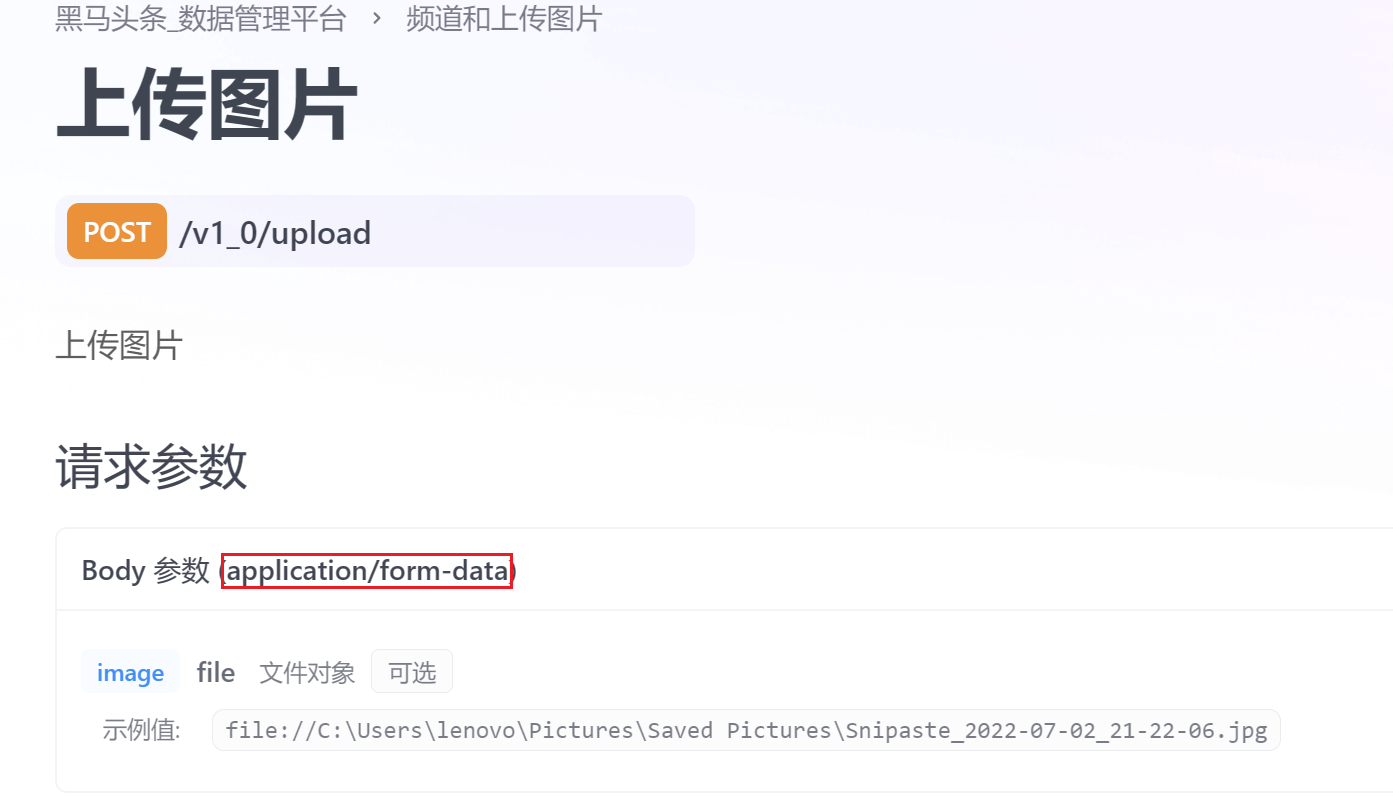 黑马头条_数据管理平台 › 频道和上传图片
上传图片
POST /v1_0/upload
上传图片
请求参数
Body 参数 (application/form-data)
image file 文件对象 可选
示例值: file://C:\Users\lenovo\Pictures\Saved Pictures\Snipaste_2022-07-02_21-22-06.jpg